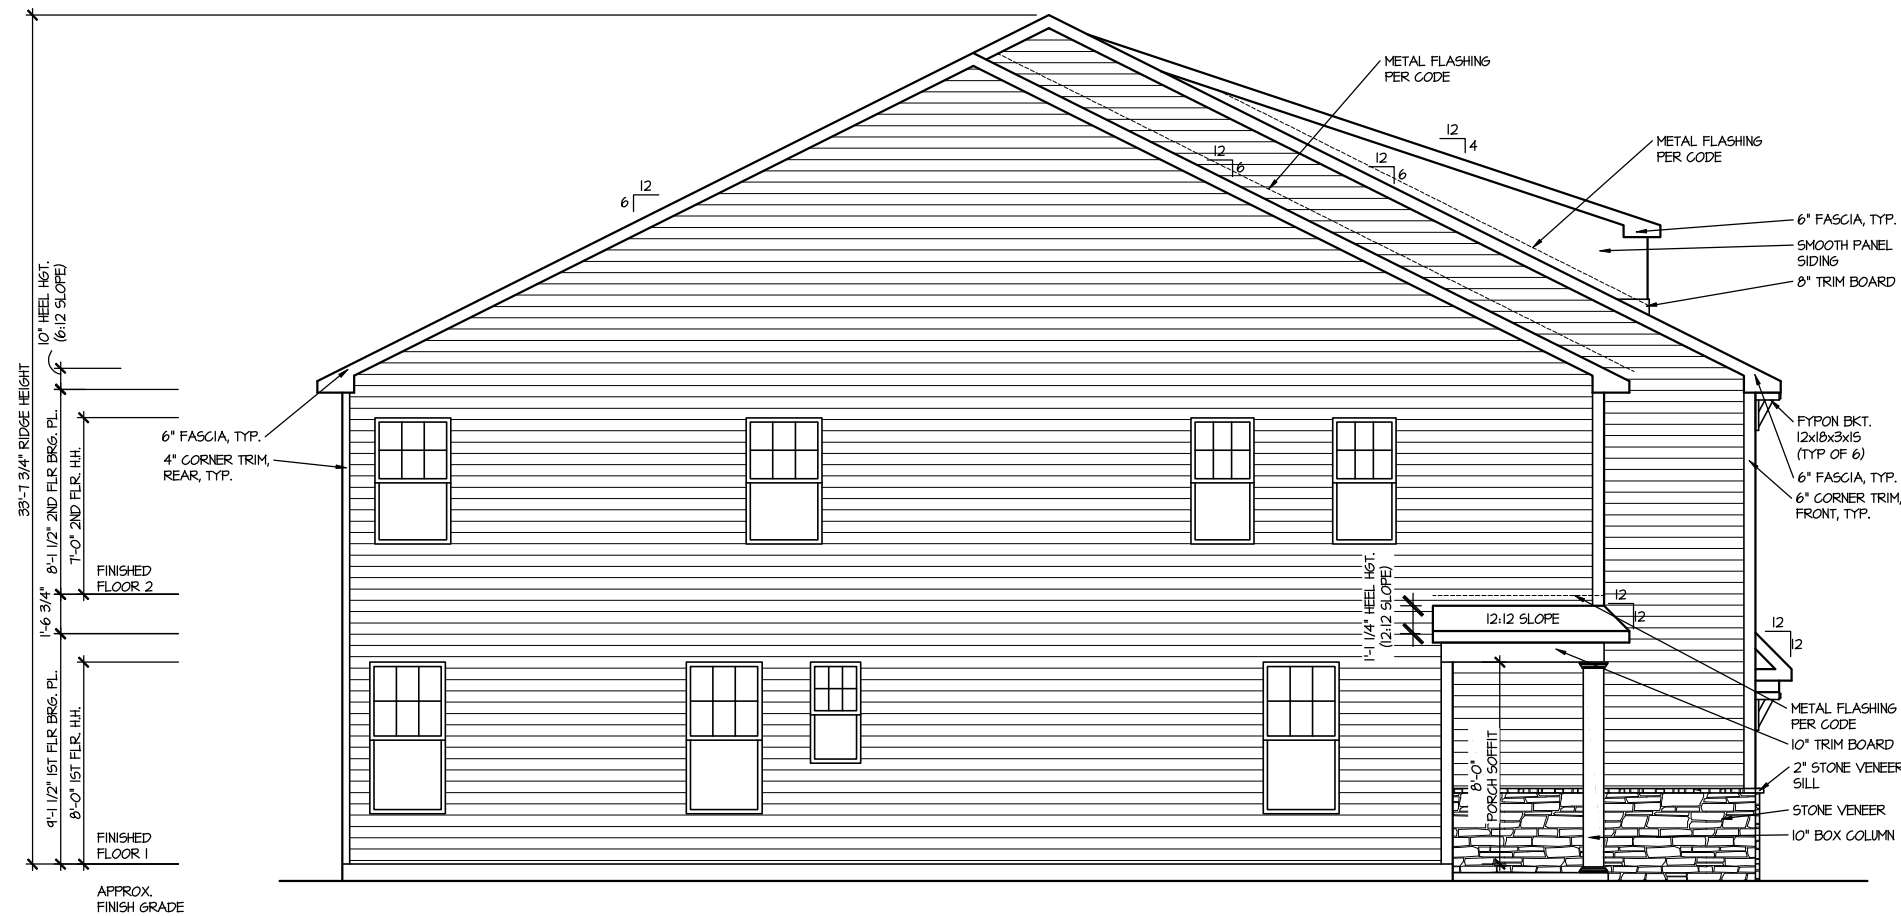 33'-7 3/4" RIDGE HEIGHT
10" HEEL HGT.
(6:12 SLOPE)
8'-1 1/2" 2ND FLR BRG. PL.
7'-0" 2ND FLR. H.H.
1'-6 3/4"
9'-1 1/2" 1ST FLR BRG. PL.
8'-0" 1ST FLR. H.H.
FINISHED
FLOOR 2
FINISHED
FLOOR 1
APPROX.
FINISH GRADE
6" FASCIA, TYP.
4" CORNER TRIM,
REAR, TYP.
12
6
12
6
12
6
12
4
METAL FLASHING
PER CODE
METAL FLASHING
PER CODE
6" FASCIA, TYP.
SMOOTH PANEL
SIDING
8" TRIM BOARD
FYPON BKT.
12x18x3x15
(TYP OF 6)
6" FASCIA, TYP.
6" CORNER TRIM,
FRONT, TYP.
1'-1 1/4" HEEL HGT.
(12:12 SLOPE)
12:12 SLOPE
12
12
12
12
8'-0"
PORCH SOFFIT
METAL FLASHING
PER CODE
10" TRIM BOARD
2" STONE VENEER
SILL
STONE VENEER
10" BOX COLUMN